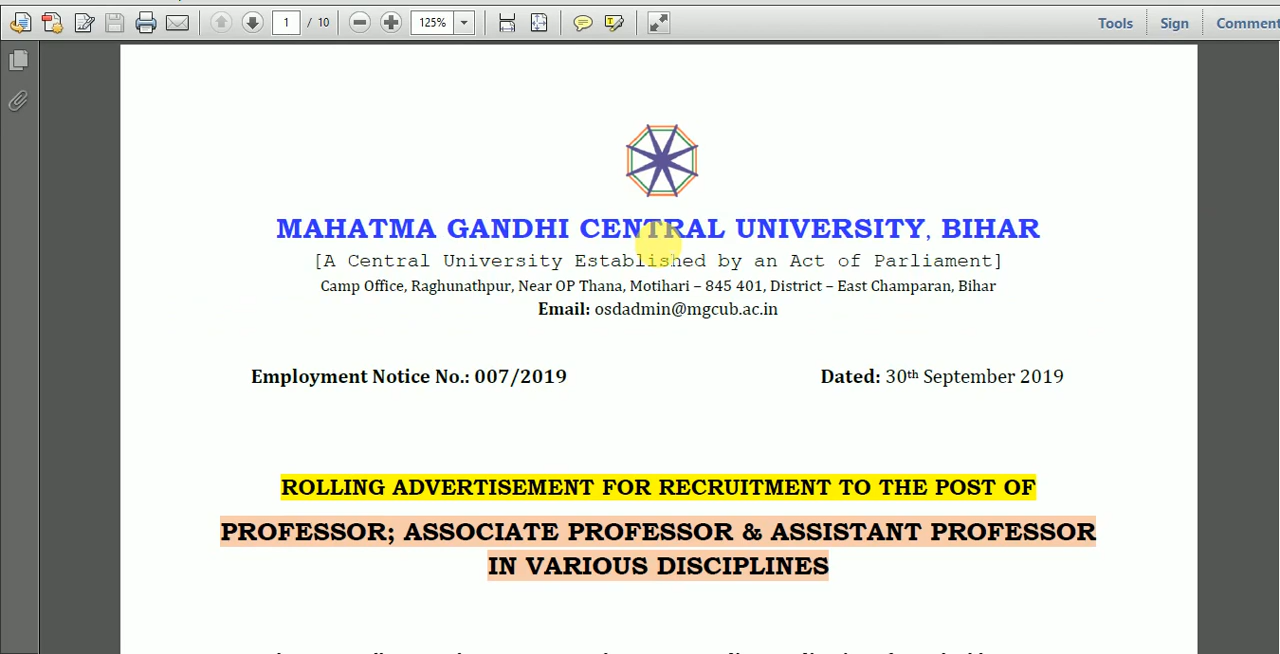 1 / 10 125% Tools Sign Comment
MAHATMA GANDHI CENTRAL UNIVERSITY, BIHAR
[A Central University Established by an Act of Parliament]
Camp Office, Raghunathpur, Near OP Thana, Motihari – 845 401, District – East Champaran, Bihar
Email: osdadmin@mgcub.ac.in
Employment Notice No.: 007/2019 Dated: 30th September 2019
ROLLING ADVERTISEMENT FOR RECRUITMENT TO THE POST OF
PROFESSOR; ASSOCIATE PROFESSOR & ASSISTANT PROFESSOR
IN VARIOUS DISCIPLINES